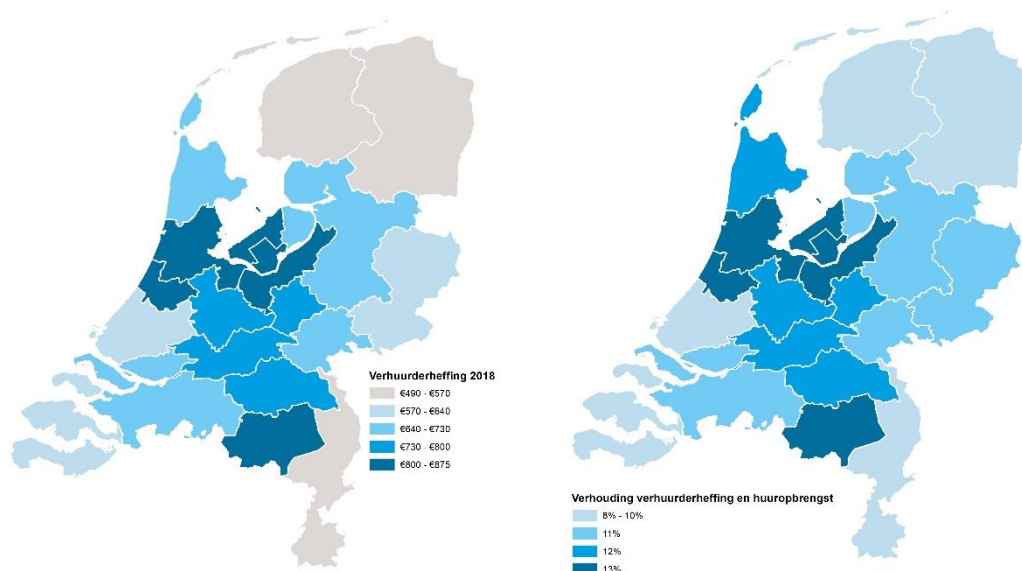 Verhuurderheffing 2018
€490 - €570
€570 - €640
€640 - €730
€730 - €800
€800 - €875
Verhouding verhuurderheffing en huuropbrengst
8% - 10%
11%
12%
13%